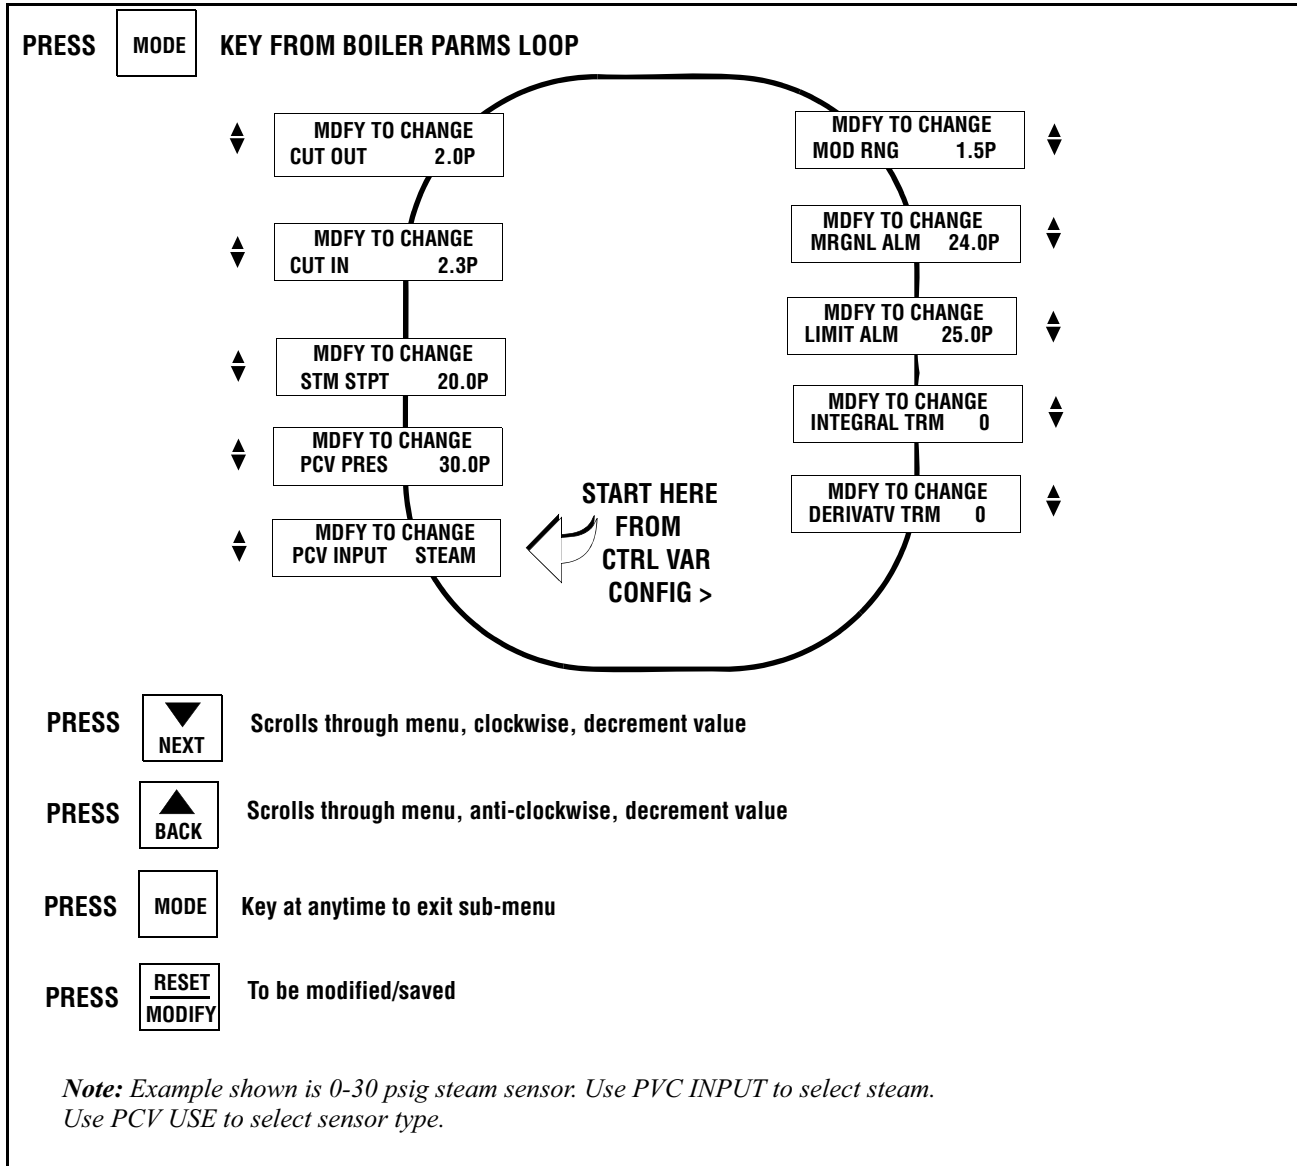 PRESS MODE KEY FROM BOILER PARMS LOOP
MDFY TO CHANGE
CUT OUT 2.0P
MDFY TO CHANGE
CUT IN 2.3P
MDFY TO CHANGE
STM STPT 20.0P
MDFY TO CHANGE
PCV PRES 30.0P
MDFY TO CHANGE
PCV INPUT STEAM
START HERE
FROM
CTRL VAR
CONFIG >
MDFY TO CHANGE
MOD RNG 1.5P
MDFY TO CHANGE
MRGNL ALM 24.0P
MDFY TO CHANGE
LIMIT ALM 25.0P
MDFY TO CHANGE
INTEGRAL TRM 0
MDFY TO CHANGE
DERIVATV TRM 0
PRESS NEXT Scrolls through menu, clockwise, decrement value
PRESS BACK Scrolls through menu, anti-clockwise, decrement value
PRESS MODE Key at anytime to exit sub-menu
PRESS RESET MODIFY To be modified/saved
Note: Example shown is 0-30 psig steam sensor. Use PVC INPUT to select steam.
Use PCV USE to select sensor type.